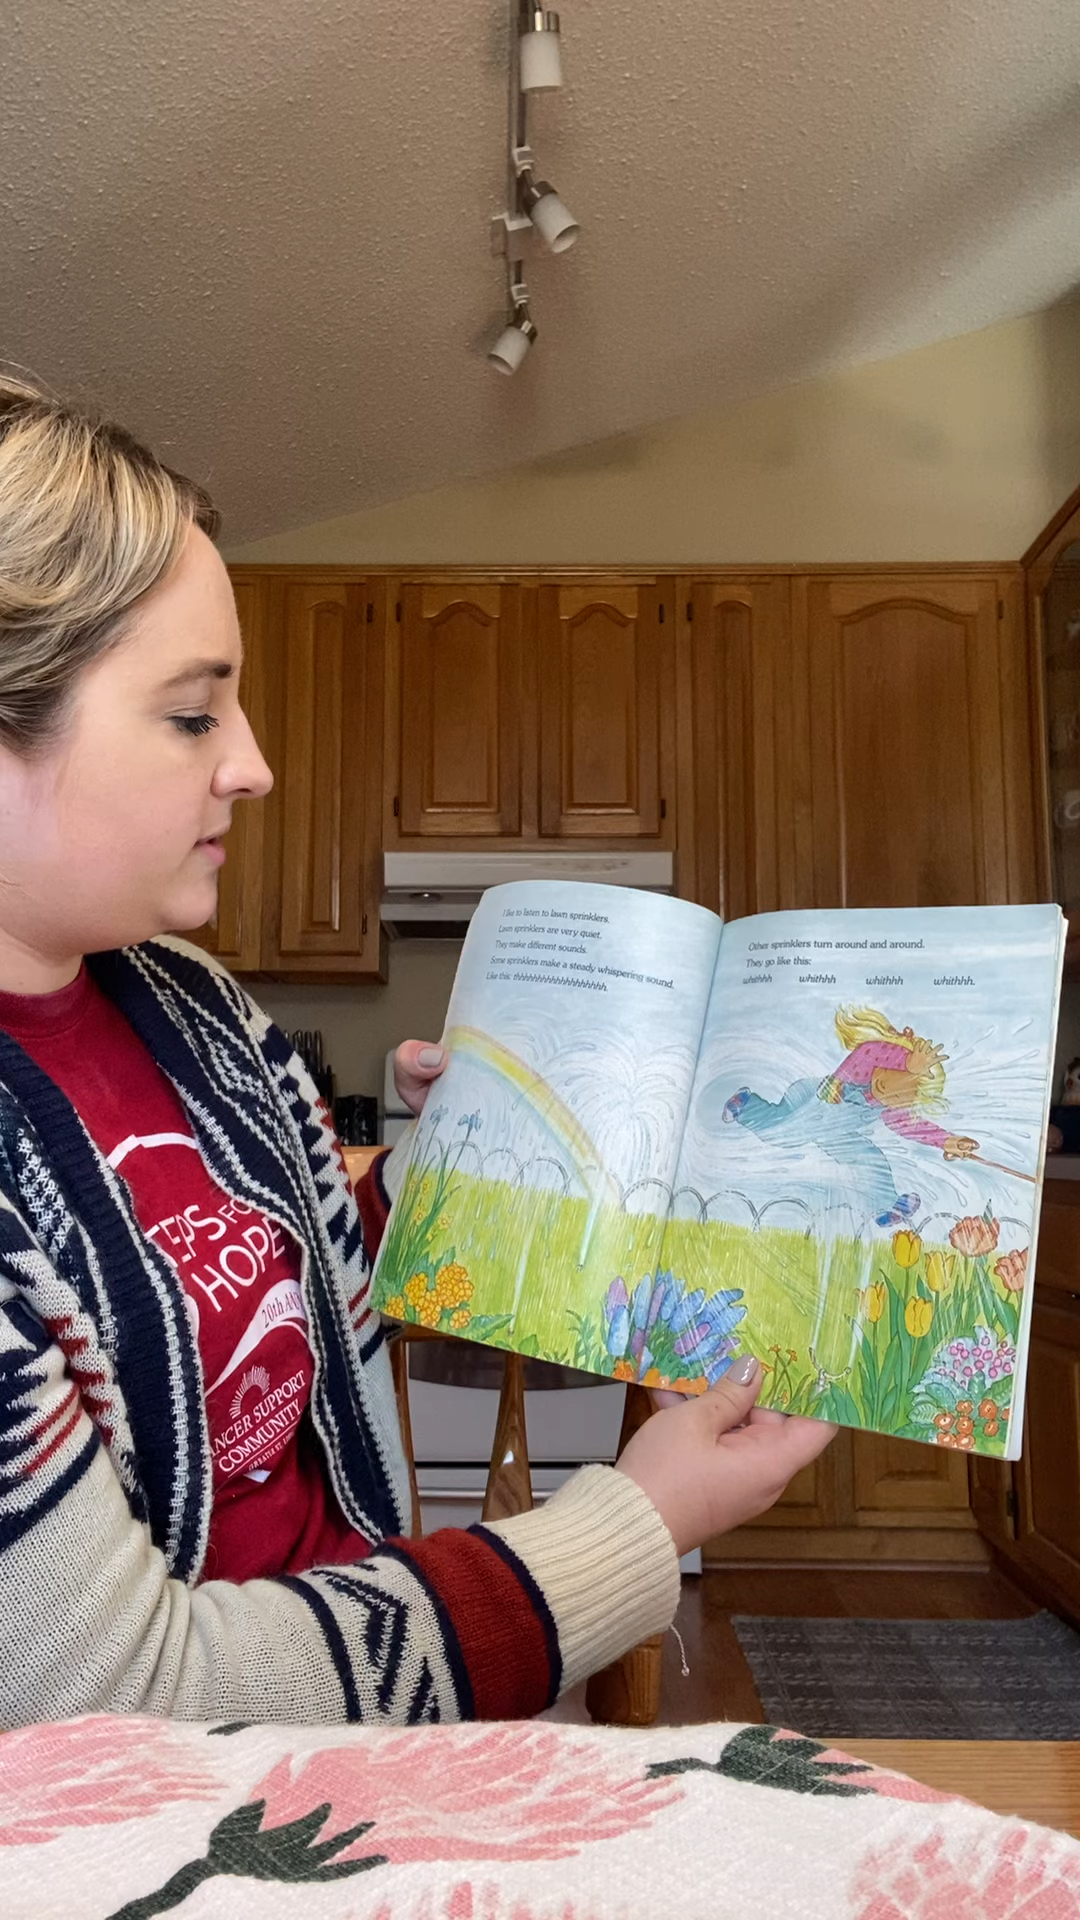 I like to listen to lawn sprinklers.
Lawn sprinklers are very quiet.
They make different sounds.
Some sprinklers make a steady whispering sound.
Like this: thhhhhhhhhhhhhhhhhhh.
Other sprinklers turn around and around.
They go like this:
whithhh whithhh whithhh whithhh.
HOPE
20th
SUPPORT
COMMUNITY